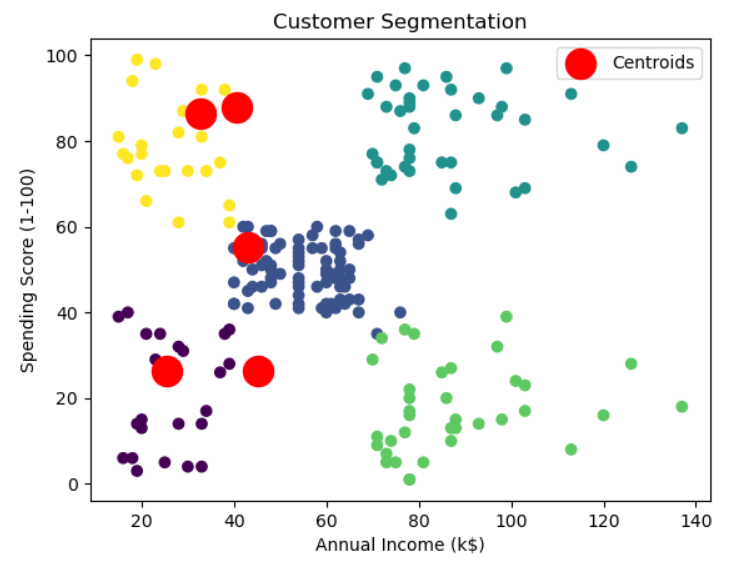 Customer Segmentation
Centroids
Spending Score (1-100)
100
80
60
40
20
0
20 40 60 80 100 120 140
Annual Income (k$)